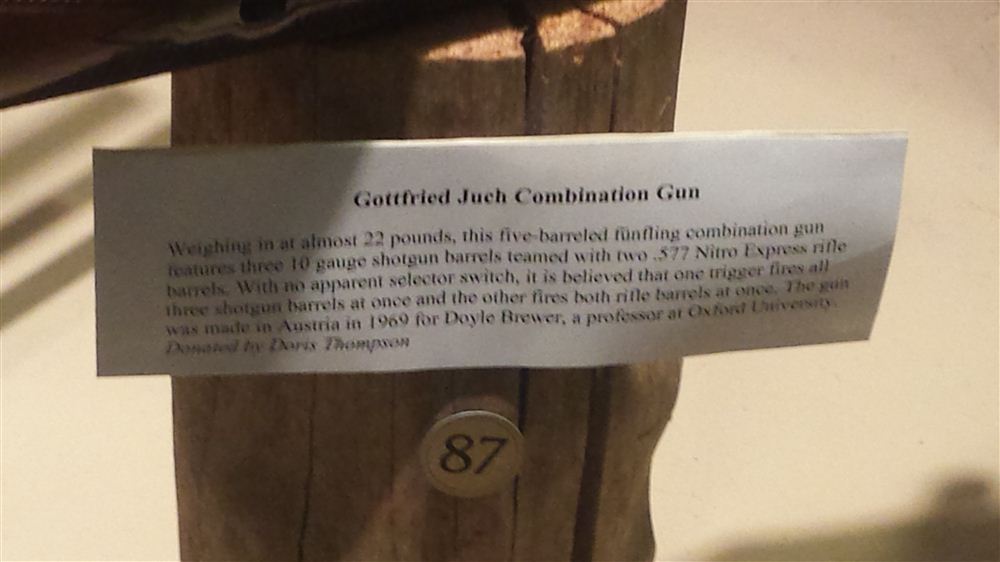 Gottfried Juch Combination Gun
Weighing in at almost 22 pounds, this five-barreled fünfling combination gun
features three 10 gauge shotgun barrels teamed with two .577 Nitro Express rifle
barrels. With no apparent selector switch, it is believed that one trigger fires all
three shotgun barrels at once and the other fires both rifle barrels at once. The gun
was made in Austria in 1969 for Doyle Brewer, a professor at Oxford University.
Donated by Doris Thompson
87